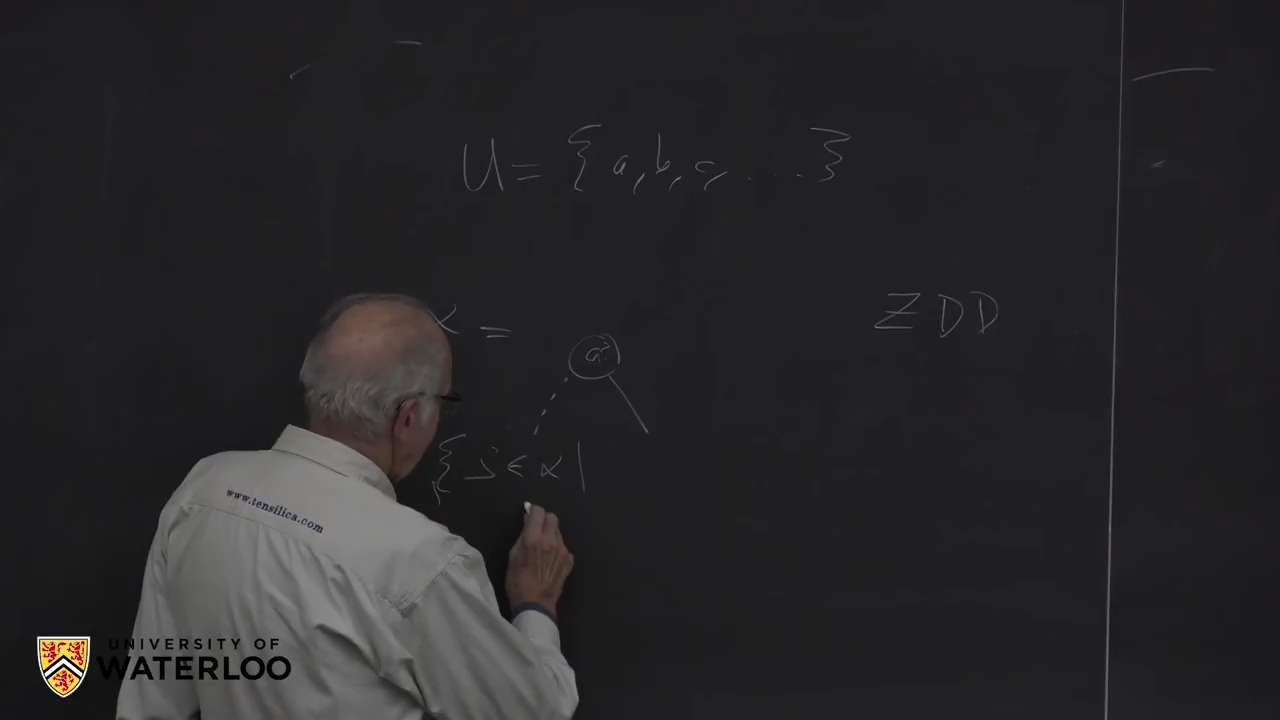 U = {a, b, c, ...}
α =
ZDD
a?
{ S ∈ α |
www.tensilica.com
UNIVERSITY OF
WATERLOO